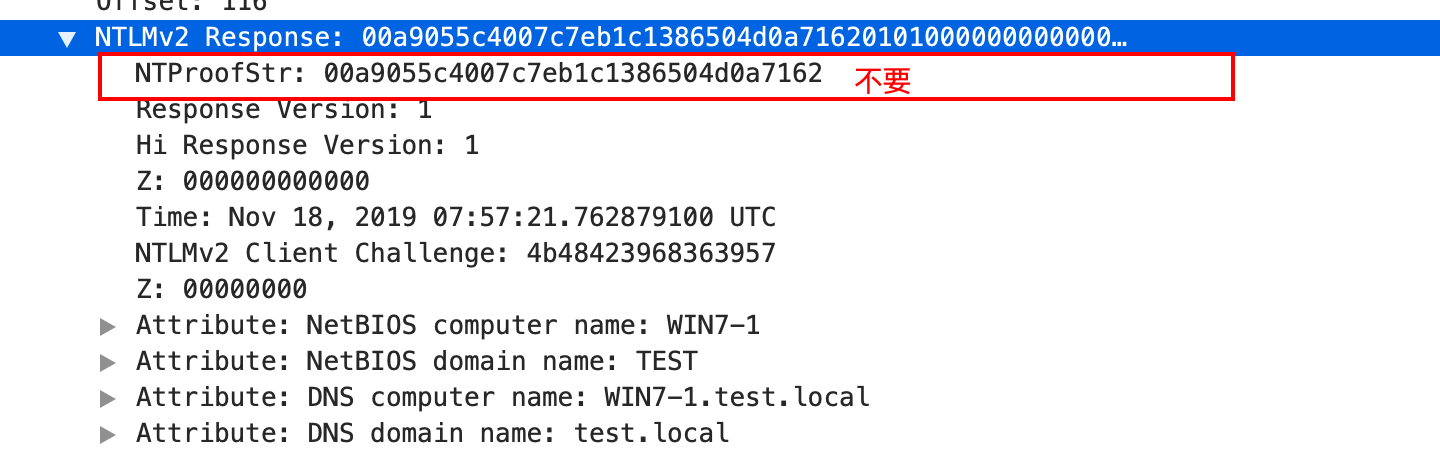 Offset: 116
NTLMv2 Response: 00a9055c4007c7eb1c1386504d0a71620101000000000000…
NTProofStr: 00a9055c4007c7eb1c1386504d0a7162 不要
Response Version: 1
Hi Response Version: 1
Z: 000000000000
Time: Nov 18, 2019 07:57:21.762879100 UTC
NTLMv2 Client Challenge: 4b48423968363957
Z: 00000000
Attribute: NetBIOS computer name: WIN7-1
Attribute: NetBIOS domain name: TEST
Attribute: DNS computer name: WIN7-1.test.local
Attribute: DNS domain name: test.local